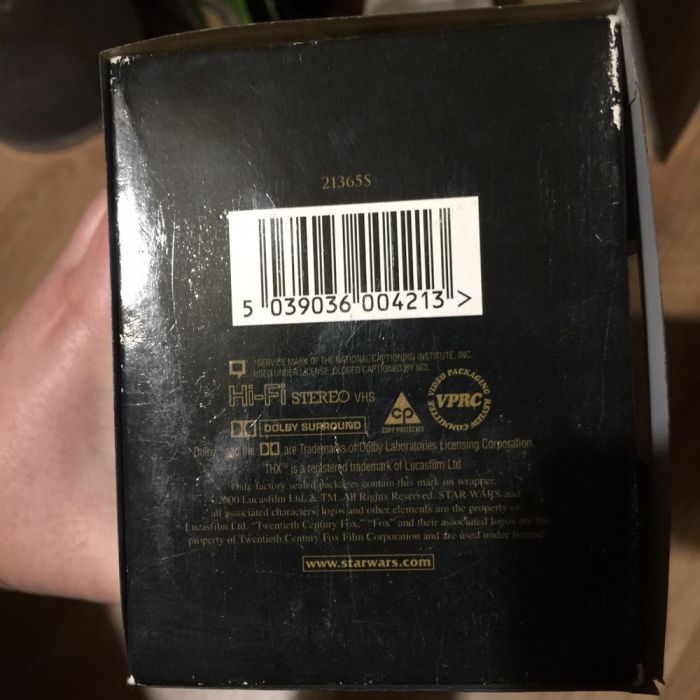 21365S
5 039036 004213 >
*SERVICE MARK OF THE NATIONAL CAPTIONING INSTITUTE, INC.
USED UNDER LICENSE. CLOSED CAPTIONED BY NCI.
Hi-Fi STEREO VHS
DOLBY SURROUND
CP
COPY PROTECTED
VIDEO PACKAGING REVIEW COMMITTEE
VPRC
Dolby and the DD are Trademarks of Dolby Laboratories Licensing Corporation.
THX™ is a registered trademark of Lucasfilm Ltd.
Only factory sealed packages contain this mark on wrapper.
©2000 Lucasfilm Ltd. & TM. All Rights Reserved. STAR WARS and
all associated characters, logos and other elements are the property of
Lucasfilm Ltd. "Twentieth Century Fox," "Fox" and their associated logos are the
property of Twentieth Century Fox Film Corporation and are used under license.
www.starwars.com